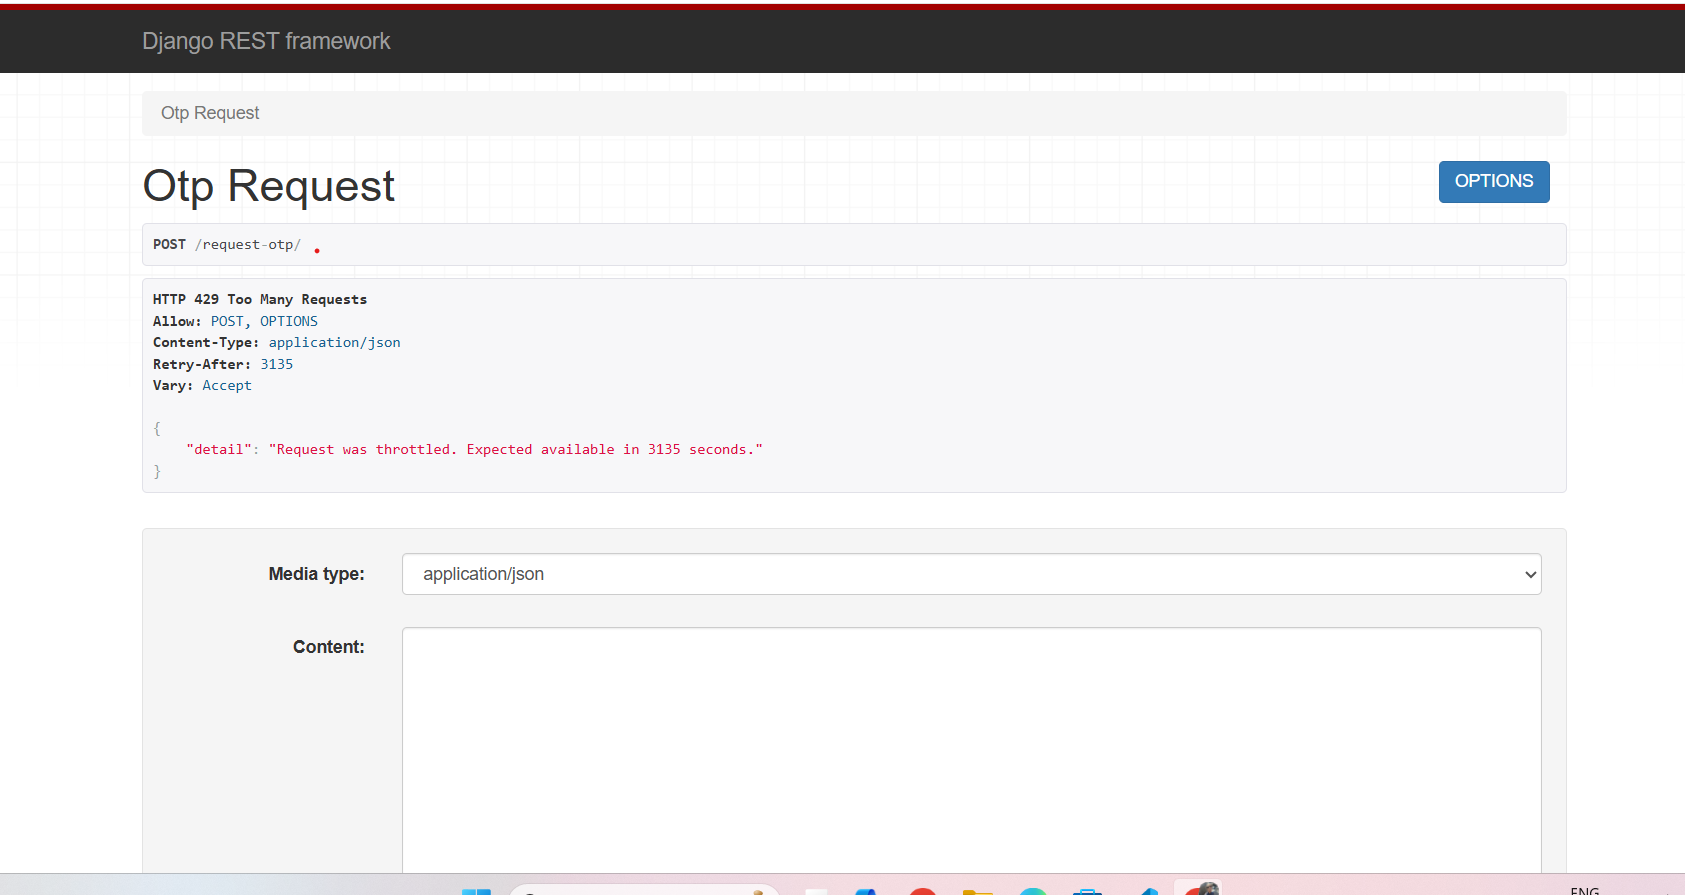 Django REST framework
Otp Request
Otp Request
OPTIONS
POST /request-otp/
HTTP 429 Too Many Requests
Allow: POST, OPTIONS
Content-Type: application/json
Retry-After: 3135
Vary: Accept
{
    "detail": "Request was throttled. Expected available in 3135 seconds."
}
Media type:
application/json
Content:
ENG